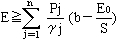 E≧ n Σ j=1 Pj/γj (b－E₀/S)